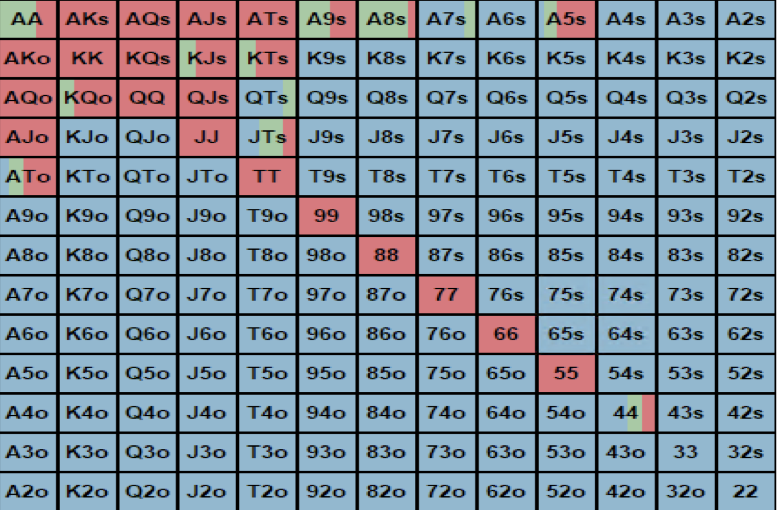 AA AKs AQs AJs ATs A9s A8s A7s A6s A5s A4s A3s A2s
AKo KK KQs KJs KTs K9s K8s K7s K6s K5s K4s K3s K2s
AQo KQo QQ QJs QTs Q9s Q8s Q7s Q6s Q5s Q4s Q3s Q2s
AJo KJo QJo JJ JTs J9s J8s J7s J6s J5s J4s J3s J2s
ATo KTo QTo JTo TT T9s T8s T7s T6s T5s T4s T3s T2s
A9o K9o Q9o J9o T9o 99 98s 97s 96s 95s 94s 93s 92s
A8o K8o Q8o J8o T8o 98o 88 87s 86s 85s 84s 83s 82s
A7o K7o Q7o J7o T7o 97o 87o 77 76s 75s 74s 73s 72s
A6o K6o Q6o J6o T6o 96o 86o 76o 66 65s 64s 63s 62s
A5o K5o Q5o J5o T5o 95o 85o 75o 65o 55 54s 53s 52s
A4o K4o Q4o J4o T4o 94o 84o 74o 64o 54o 44 43s 42s
A3o K3o Q3o J3o T3o 93o 83o 73o 63o 53o 43o 33 32s
A2o K2o Q2o J2o T2o 92o 82o 72o 62o 52o 42o 32o 22